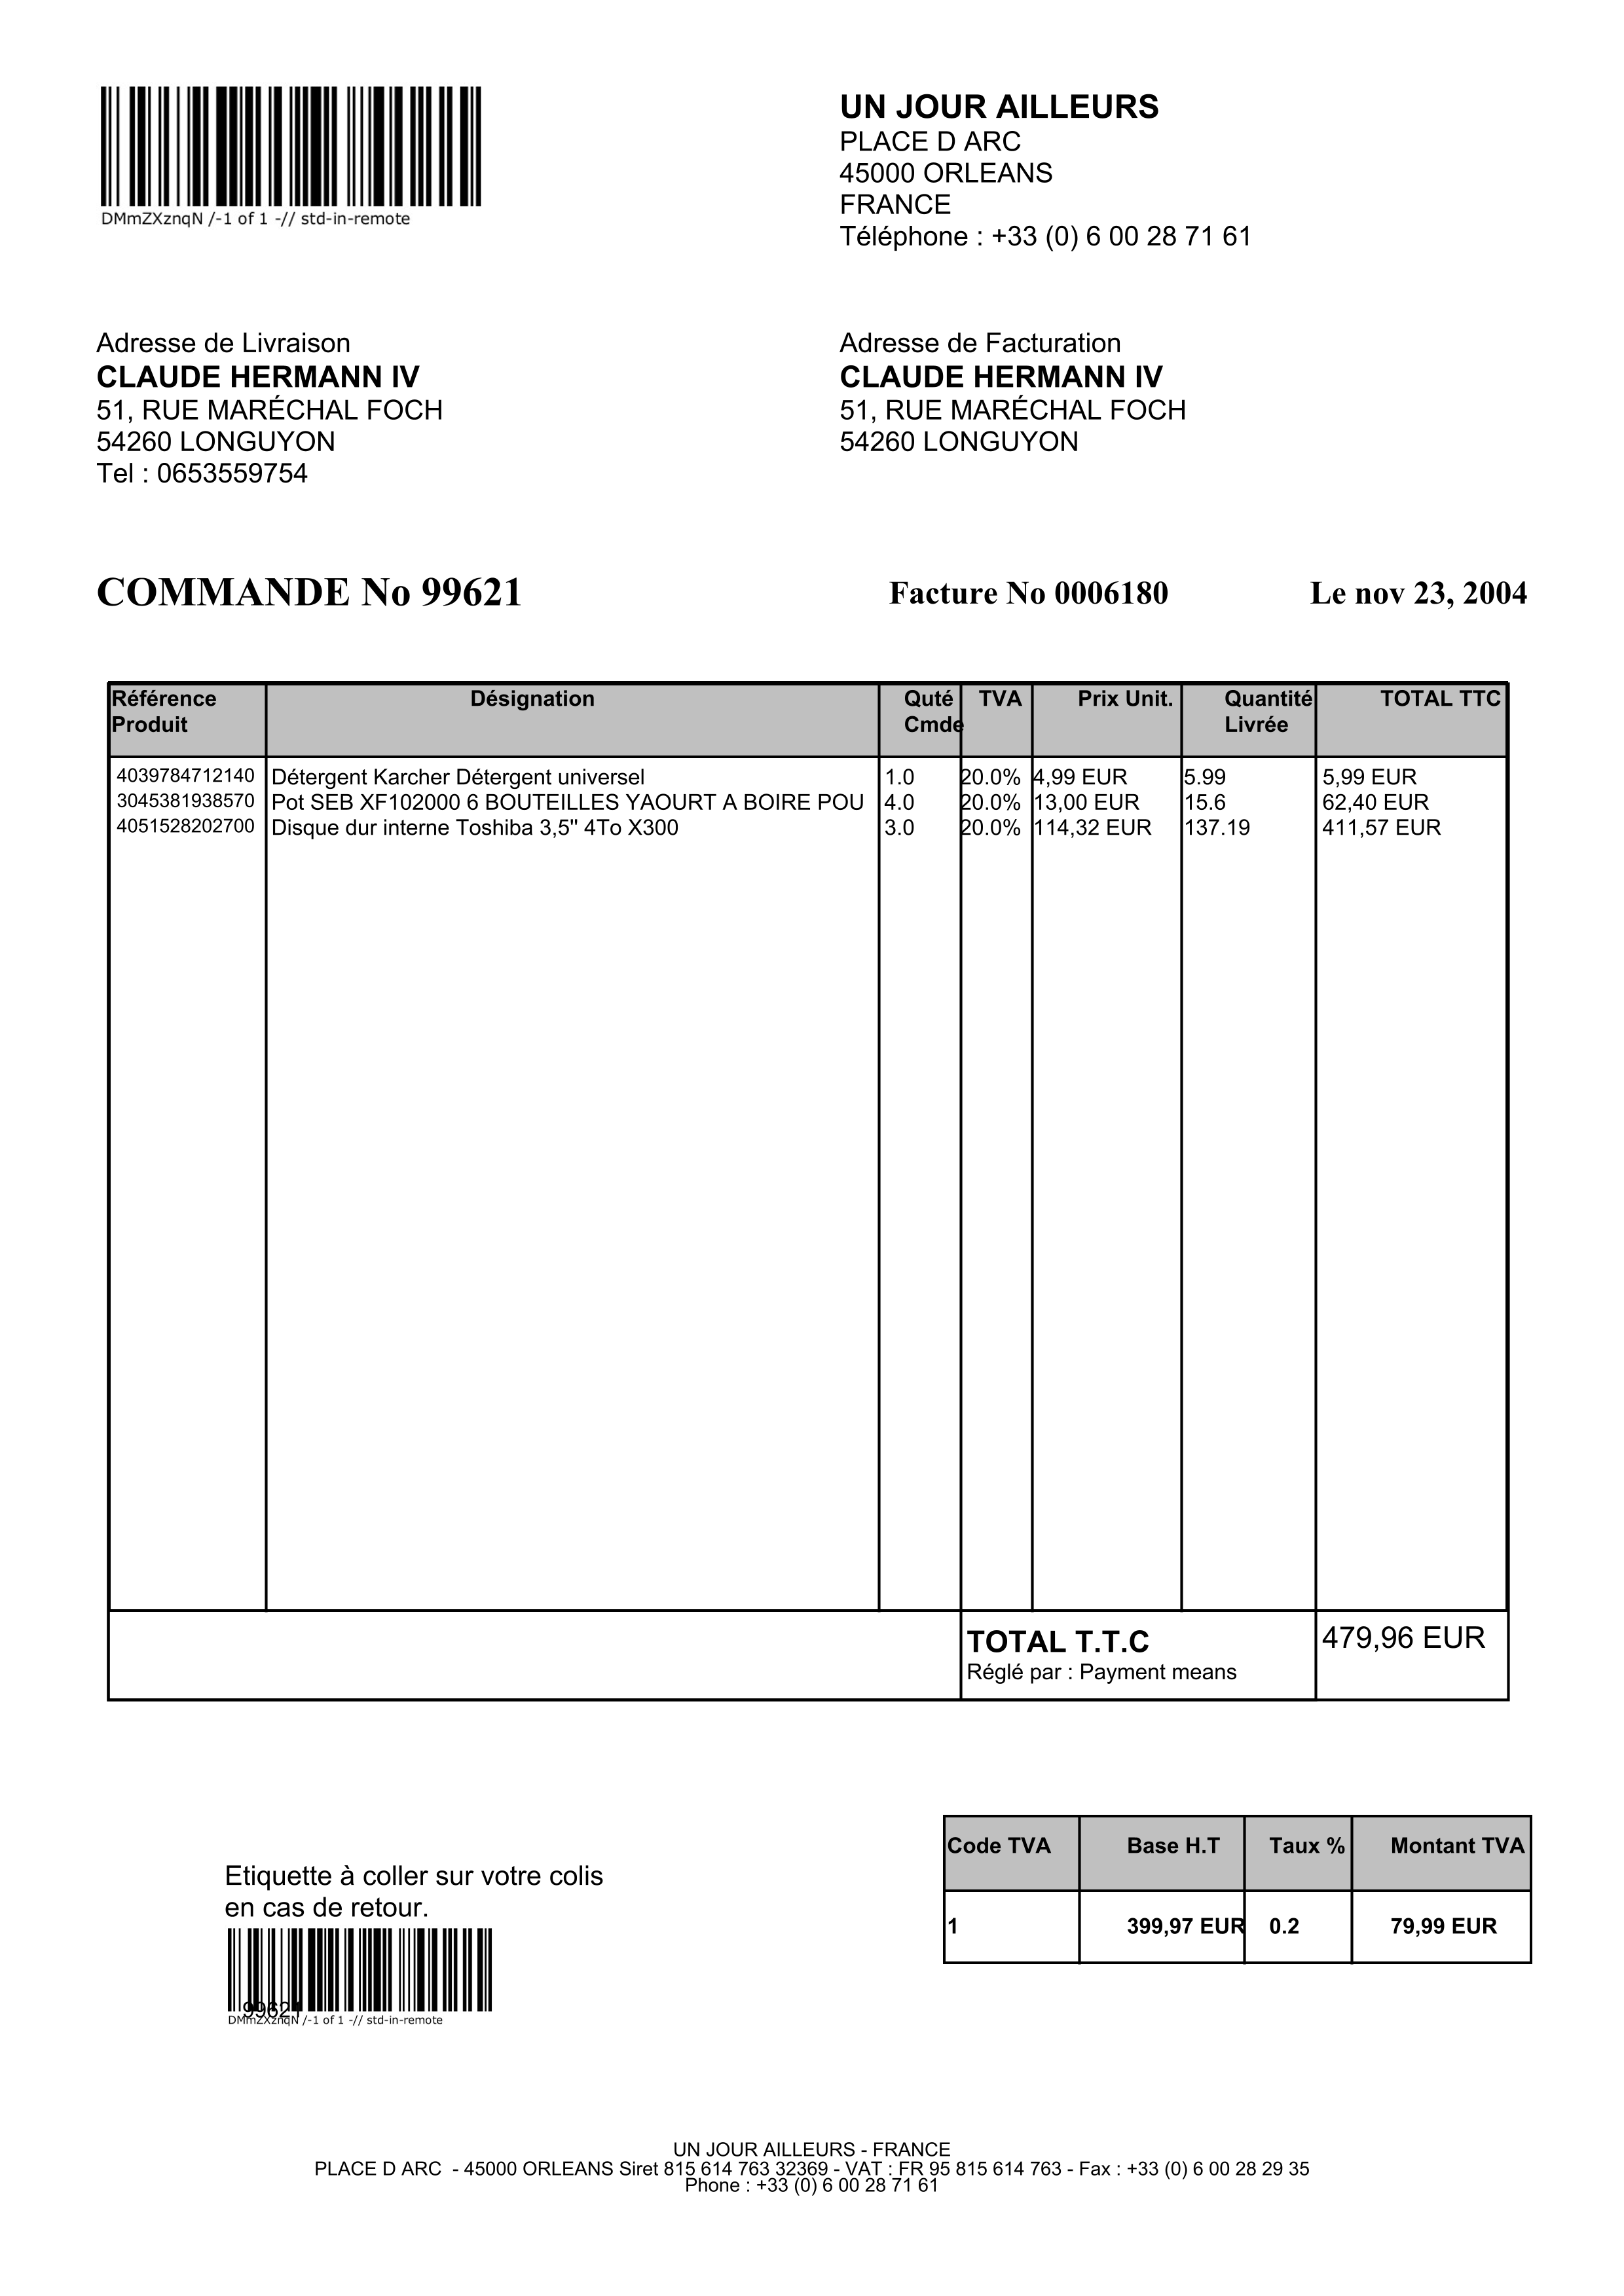 DMmZXznqN /-1 of 1 -// std-in-remote
UN JOUR AILLEURS
PLACE D ARC
45000 ORLEANS
FRANCE
Téléphone : +33 (0) 6 00 28 71 61
Adresse de Livraison
CLAUDE HERMANN IV
51, RUE MARÉCHAL FOCH
54260 LONGUYON
Tel : 0653559754
Adresse de Facturation
CLAUDE HERMANN IV
51, RUE MARÉCHAL FOCH
54260 LONGUYON
COMMANDE No 99621 Facture No 0006180 Le nov 23, 2004
Référence Produit Désignation Quté Cmde TVA Prix Unit. Quantité Livrée TOTAL TTC
4039784712140 Détergent Karcher Détergent universel 1.0 20.0% 4,99 EUR 5.99 5,99 EUR
3045381938570 Pot SEB XF102000 6 BOUTEILLES YAOURT A BOIRE POU 4.0 20.0% 13,00 EUR 15.6 62,40 EUR
4051528202700 Disque dur interne Toshiba 3,5" 4To X300 3.0 20.0% 114,32 EUR 137.19 411,57 EUR
TOTAL T.T.C 479,96 EUR
Réglé par : Payment means
Code TVA Base H.T Taux % Montant TVA
1 399,97 EUR 0.2 79,99 EUR
Etiquette à coller sur votre colis
en cas de retour.
99621
DMmZXznqN /-1 of 1 -// std-in-remote
UN JOUR AILLEURS - FRANCE
PLACE D ARC - 45000 ORLEANS Siret 815 614 763 32369 - VAT : FR 95 815 614 763 - Fax : +33 (0) 6 00 28 29 35
Phone : +33 (0) 6 00 28 71 61